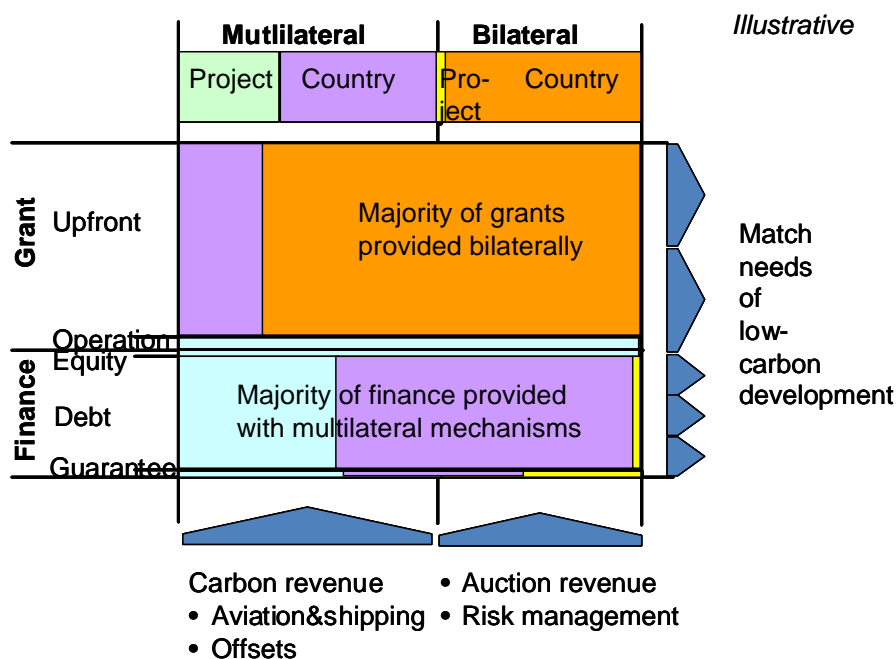 Illustrative
Mutlilateral
Bilateral
Project
Country
Pro-
ject
Country
Grant
Upfront
Majority of grants
provided bilaterally
Operation
Finance
Equity
Debt
Guarantee
Majority of finance provided
with multilateral mechanisms
Match
needs
of
low-
carbon
development
Carbon revenue
• Aviation&shipping
• Offsets
• Auction revenue
• Risk management